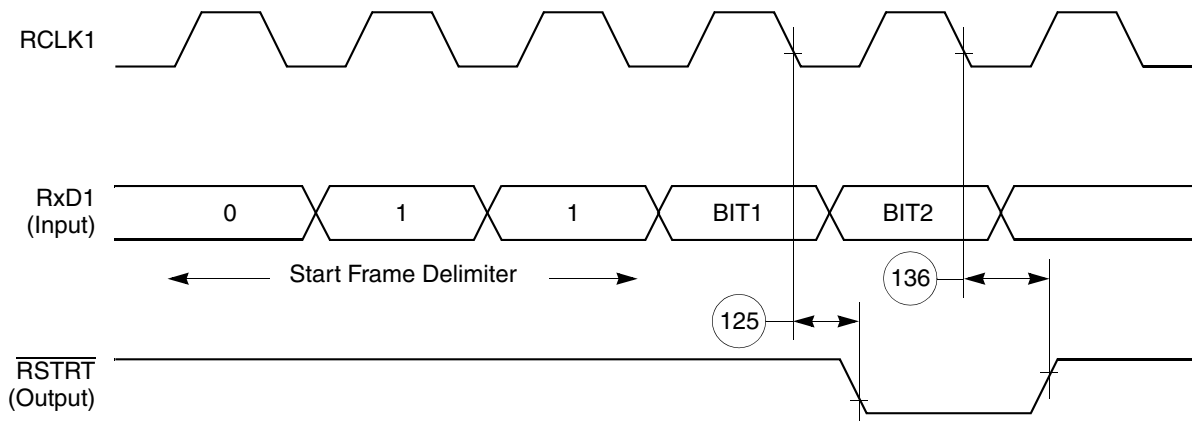 RCLK1
RxD1
(Input)
0
1
1
BIT1
BIT2
Start Frame Delimiter
136
125
RSTRT
(Output)